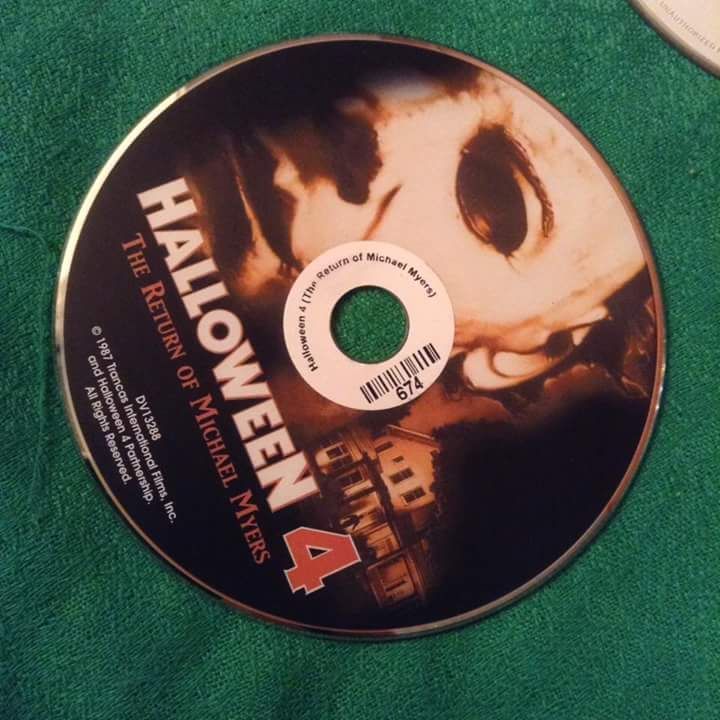 HALLOWEEN 4
THE RETURN OF MICHAEL MYERS
DV13288
© 1987 Trancas International Films, Inc.
and Halloween 4 Partnership.
All Rights Reserved.
Halloween 4 (The Return of Michael Myers)
674
UNAUTHORIZED